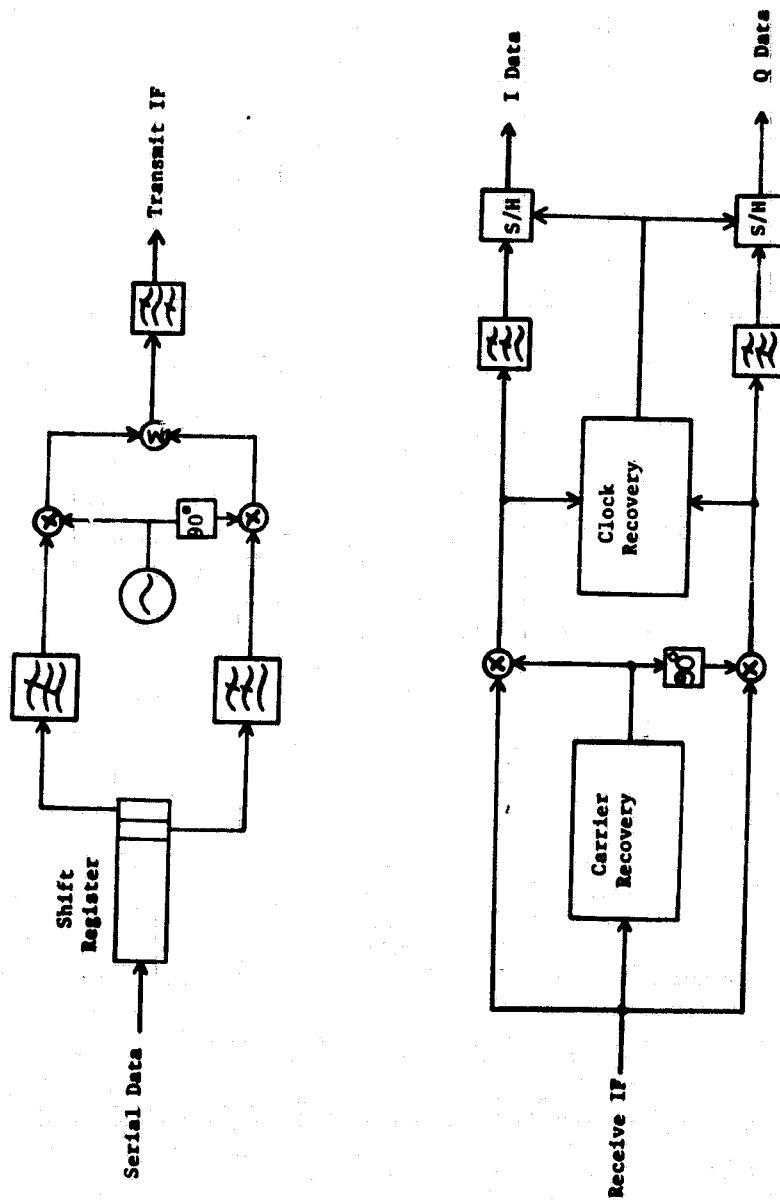 Serial Data
Shift
Register
90°
Σ
Transmit IF
Receive IF
Carrier
Recovery
90°
Clock
Recovery
S/H
S/H
I Data
Q Data